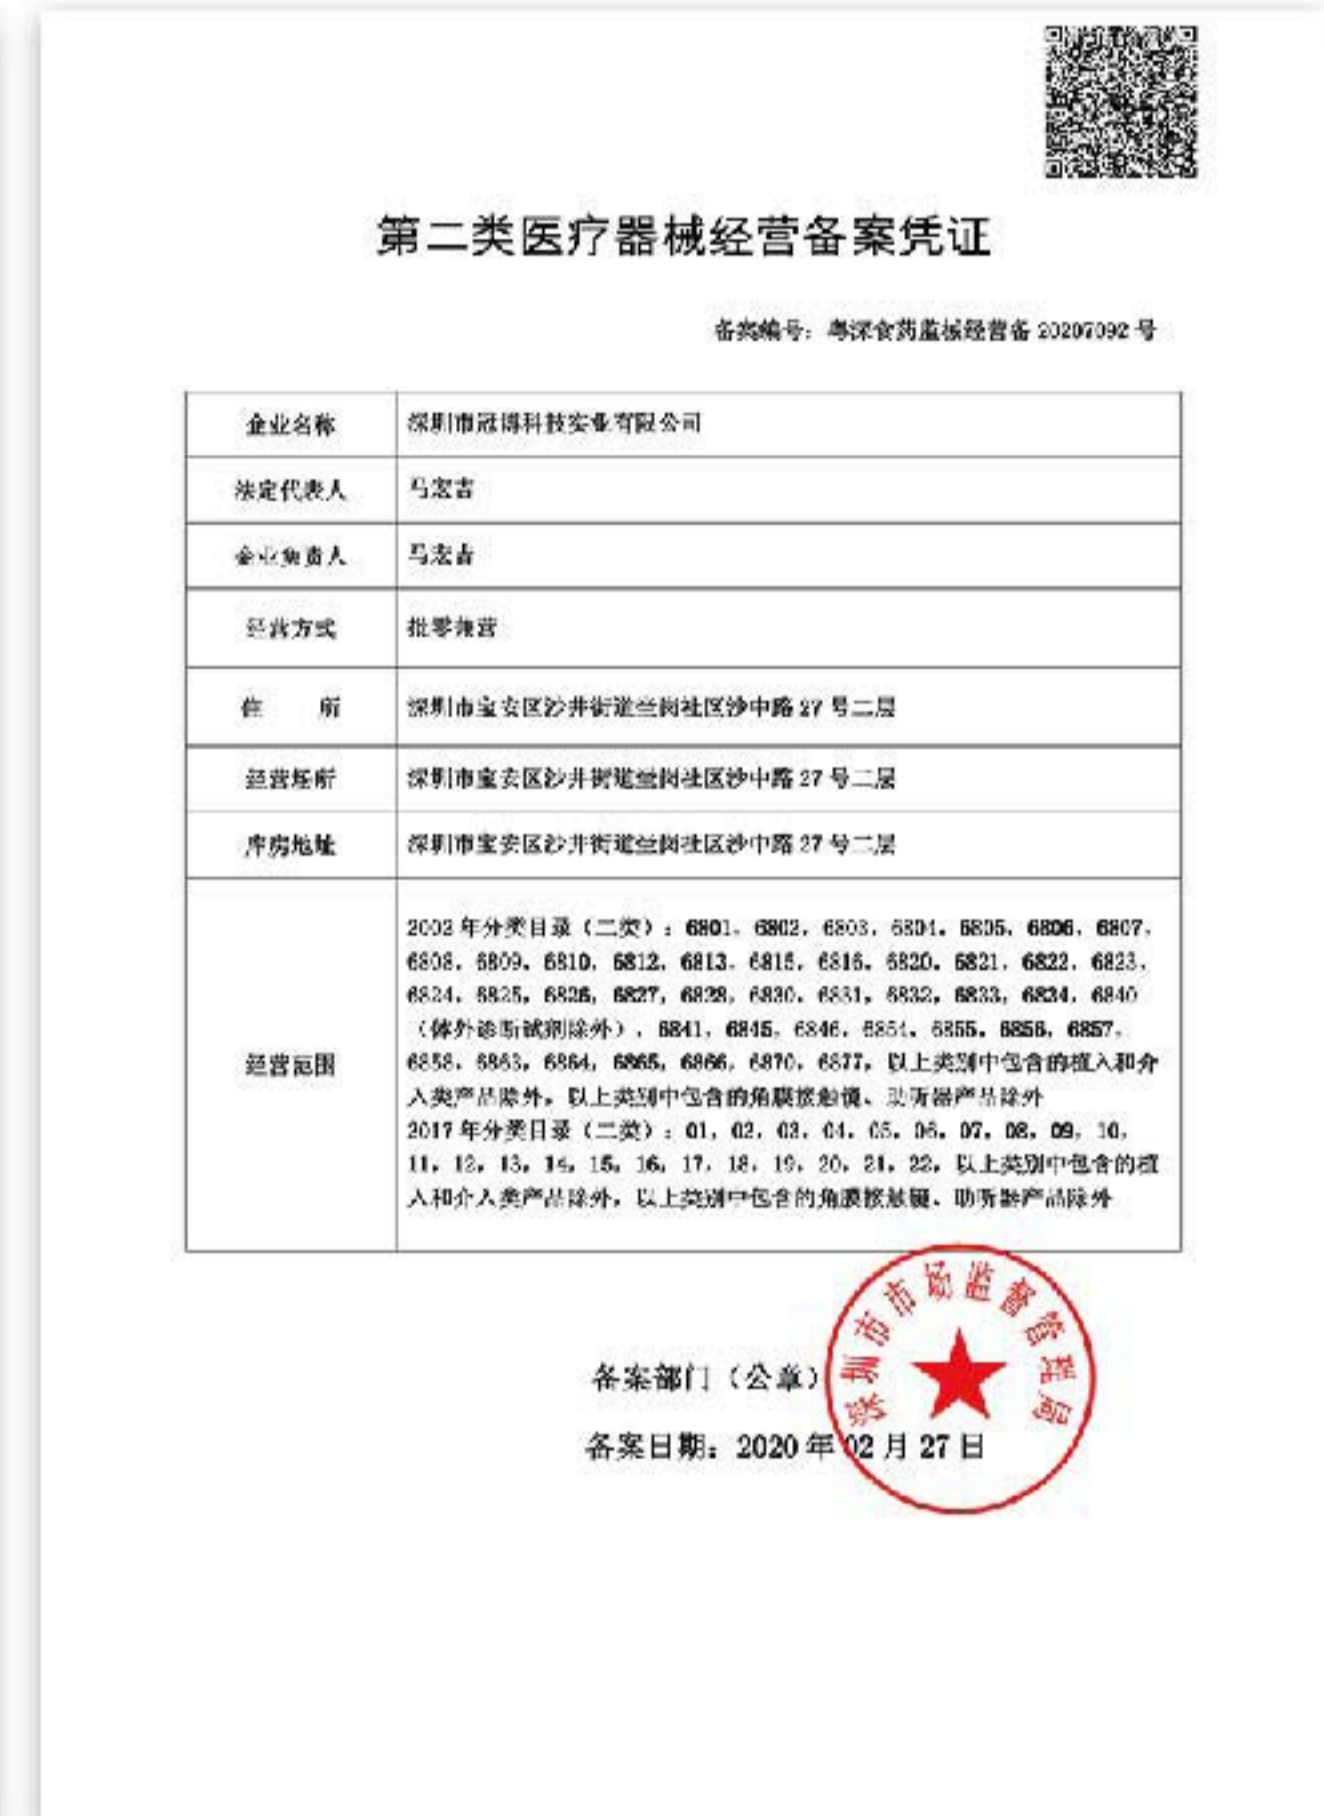 第二类医疗器械经营备案凭证
备案编号：粤深食药监械经营备 20207092 号
企业名称 深圳市冠博科技实业有限公司
法定代表人 马宏吉
企业负责人 马宏吉
经营方式 批零兼营
住 所 深圳市宝安区沙井街道 岗社区沙中路 27 号二层
经营场所 深圳市宝安区沙井街道 岗社区沙中路 27 号二层
库房地址 深圳市宝安区沙井街道 岗社区沙中路 27 号二层
2002 年分类目录（二类）：6801，6802，6803，6804，6805，6806，6807，
6808，6809，6810，6812，6813，6815，6816，6820，6821，6822，6823，
6824，6825，6826，6827，6828，6830，6831，6832，6833，6834，6840
（体外诊断试剂除外），6841，6845，6846，6854，6855，6856，6857，
经营范围 6858，6863，6864，6865，6866，6870，6877，以上类别中包含的植入和介
入类产品除外，以上类别中包含的角膜接触镜、助听器产品除外
2017 年分类目录（二类）：01，02，03，04，05，06，07，08，09，10，
11，12，13，14，15，16，17，18，19，20，21，22，以上类别中包含的植
入和介入类产品除外，以上类别中包含的角膜接触镜、助听器产品除外
深圳市市场监督管理局
备案部门（公章）
备案日期：2020 年 02 月 27 日